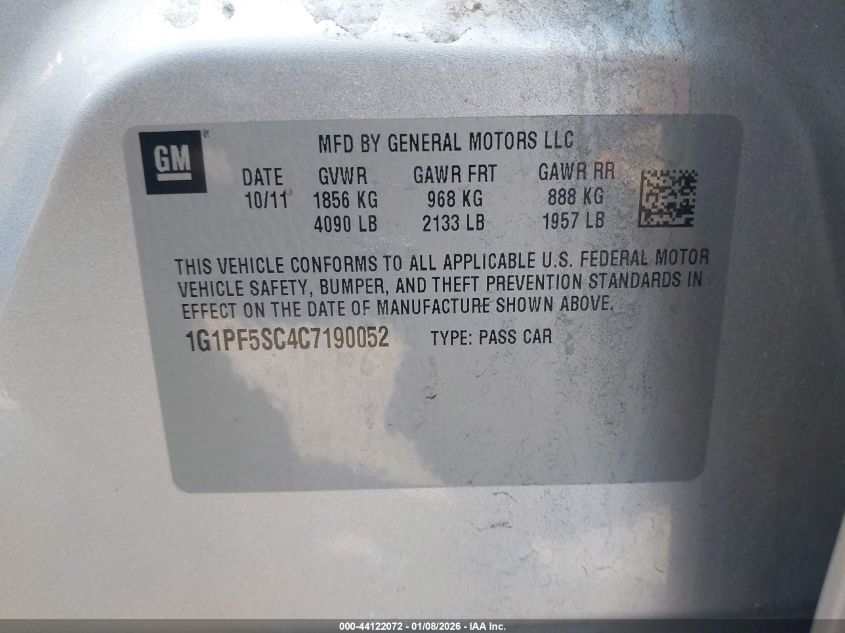 GM
MFD BY GENERAL MOTORS LLC
DATE GVWR GAWR FRT GAWR RR
10/11 1856 KG 968 KG 888 KG
4090 LB 2133 LB 1957 LB
THIS VEHICLE CONFORMS TO ALL APPLICABLE U.S. FEDERAL MOTOR
VEHICLE SAFETY, BUMPER, AND THEFT PREVENTION STANDARDS IN
EFFECT ON THE DATE OF MANUFACTURE SHOWN ABOVE.
1G1PF5SC4C7190052 TYPE: PASS CAR
000-44122072 - 01/08/2026 - IAA Inc.